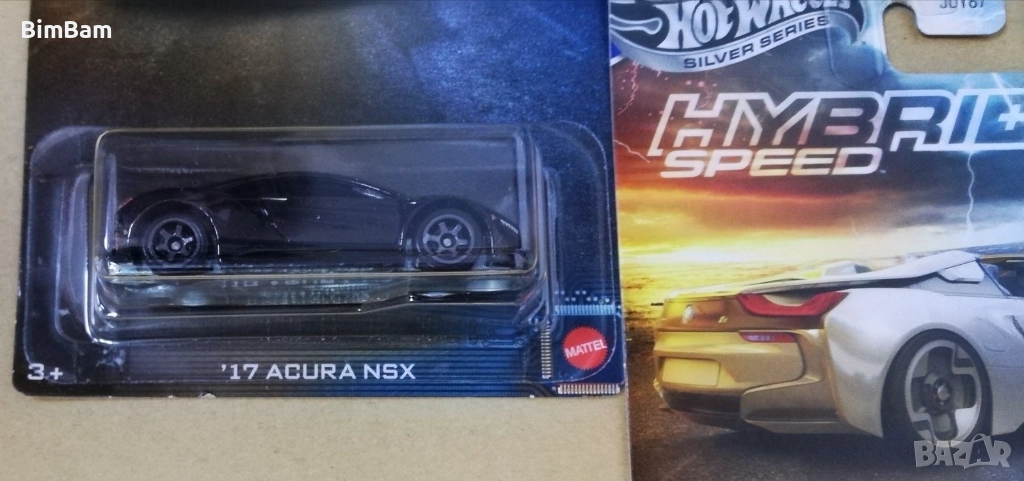 BimBam
HOT WHEELS
SILVER SERIES
HYBRID
SPEED
3+
'17 ACURA NSX
MATTEL
BAZAR